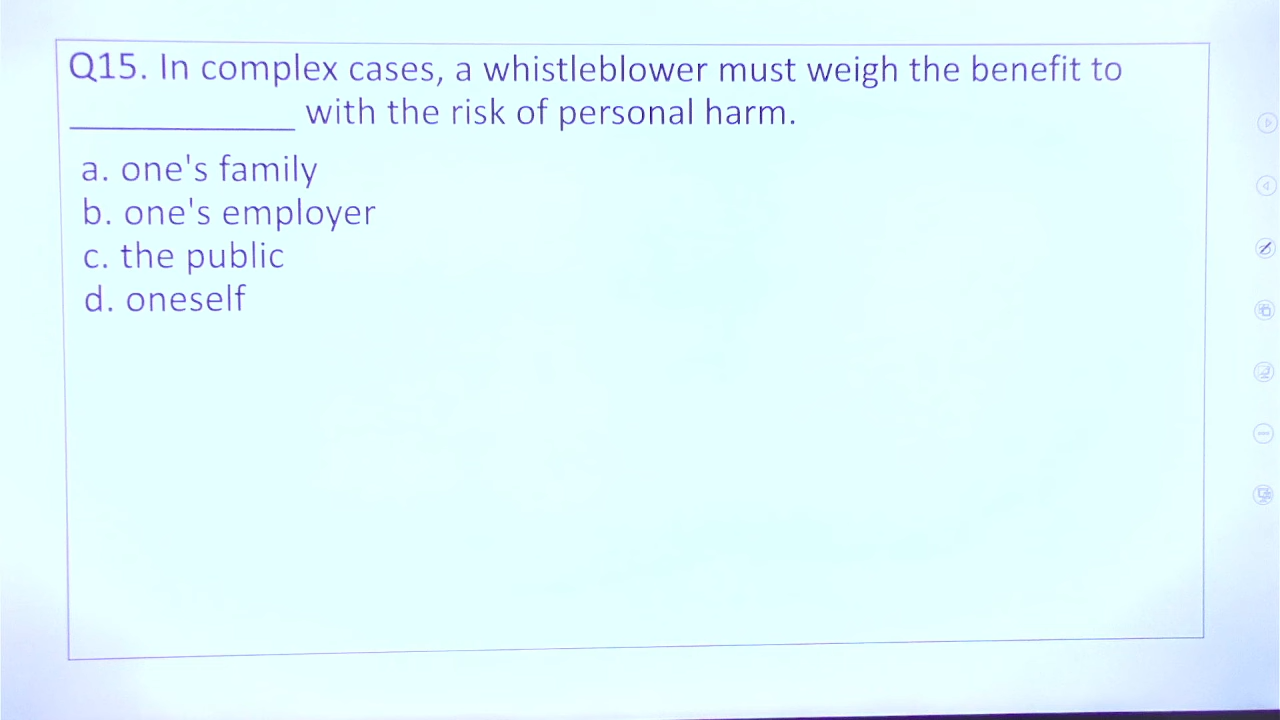 Q15. In complex cases, a whistleblower must weigh the benefit to
____________ with the risk of personal harm.
a. one's family
b. one's employer
c. the public
d. oneself